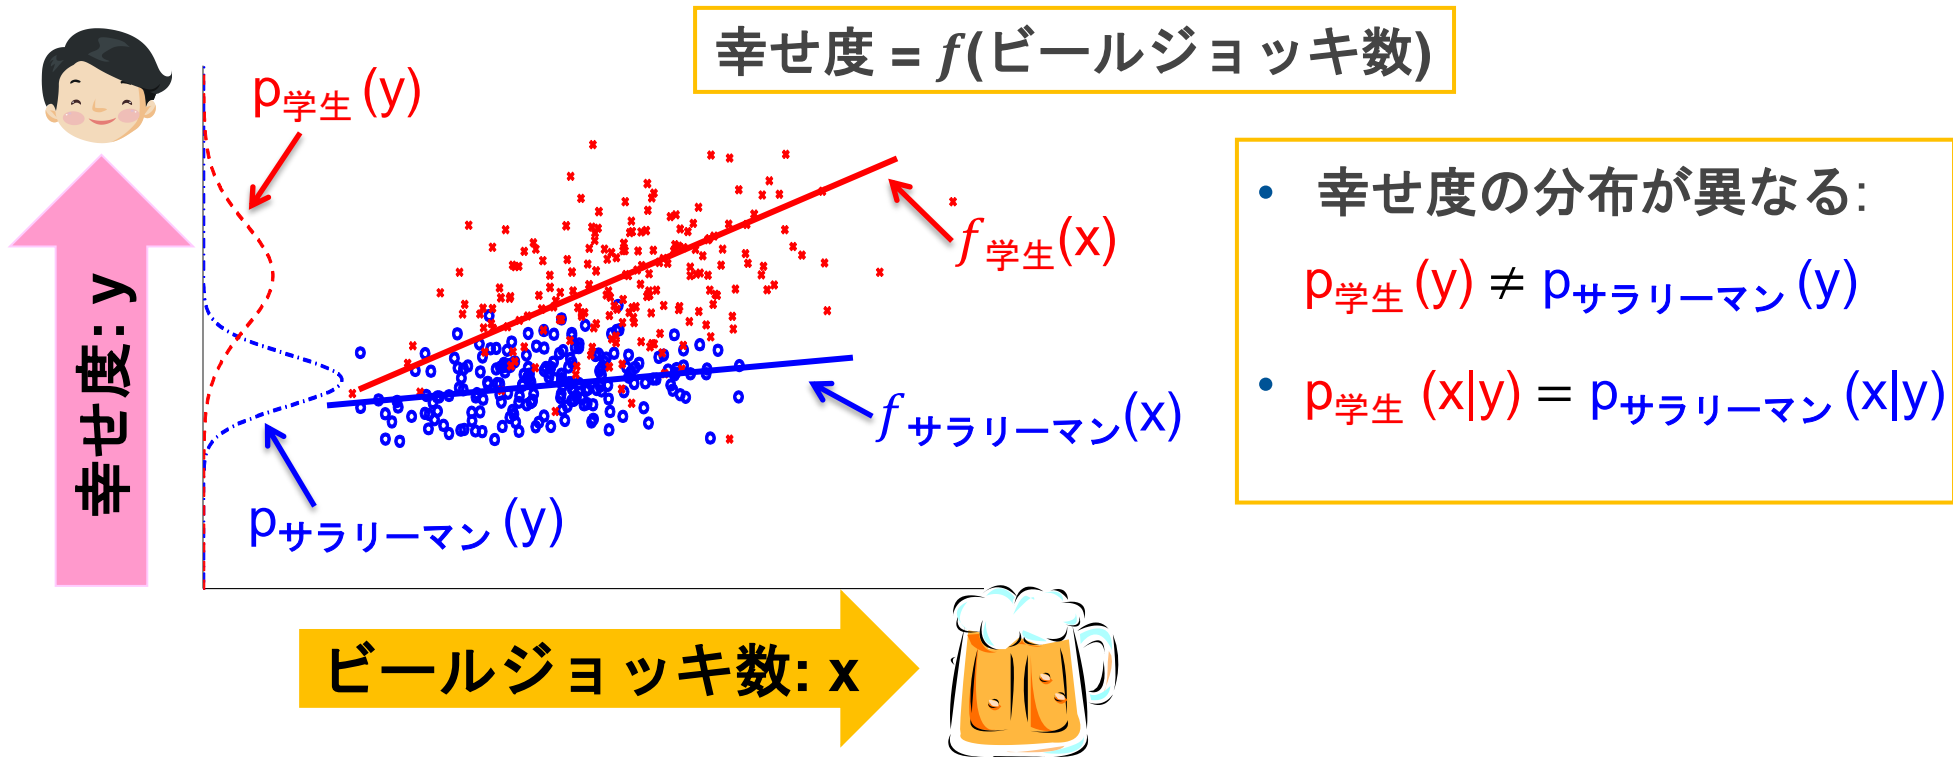 幸せ度 = f(ビールジョッキ数)
p学生 (y)
f 学生(x)
f サラリーマン(x)
pサラリーマン (y)
幸せ度: y
ビールジョッキ数: x
• 幸せ度の分布が異なる:
p学生 (y) ≠ pサラリーマン (y)
• p学生 (x|y) = pサラリーマン (x|y)